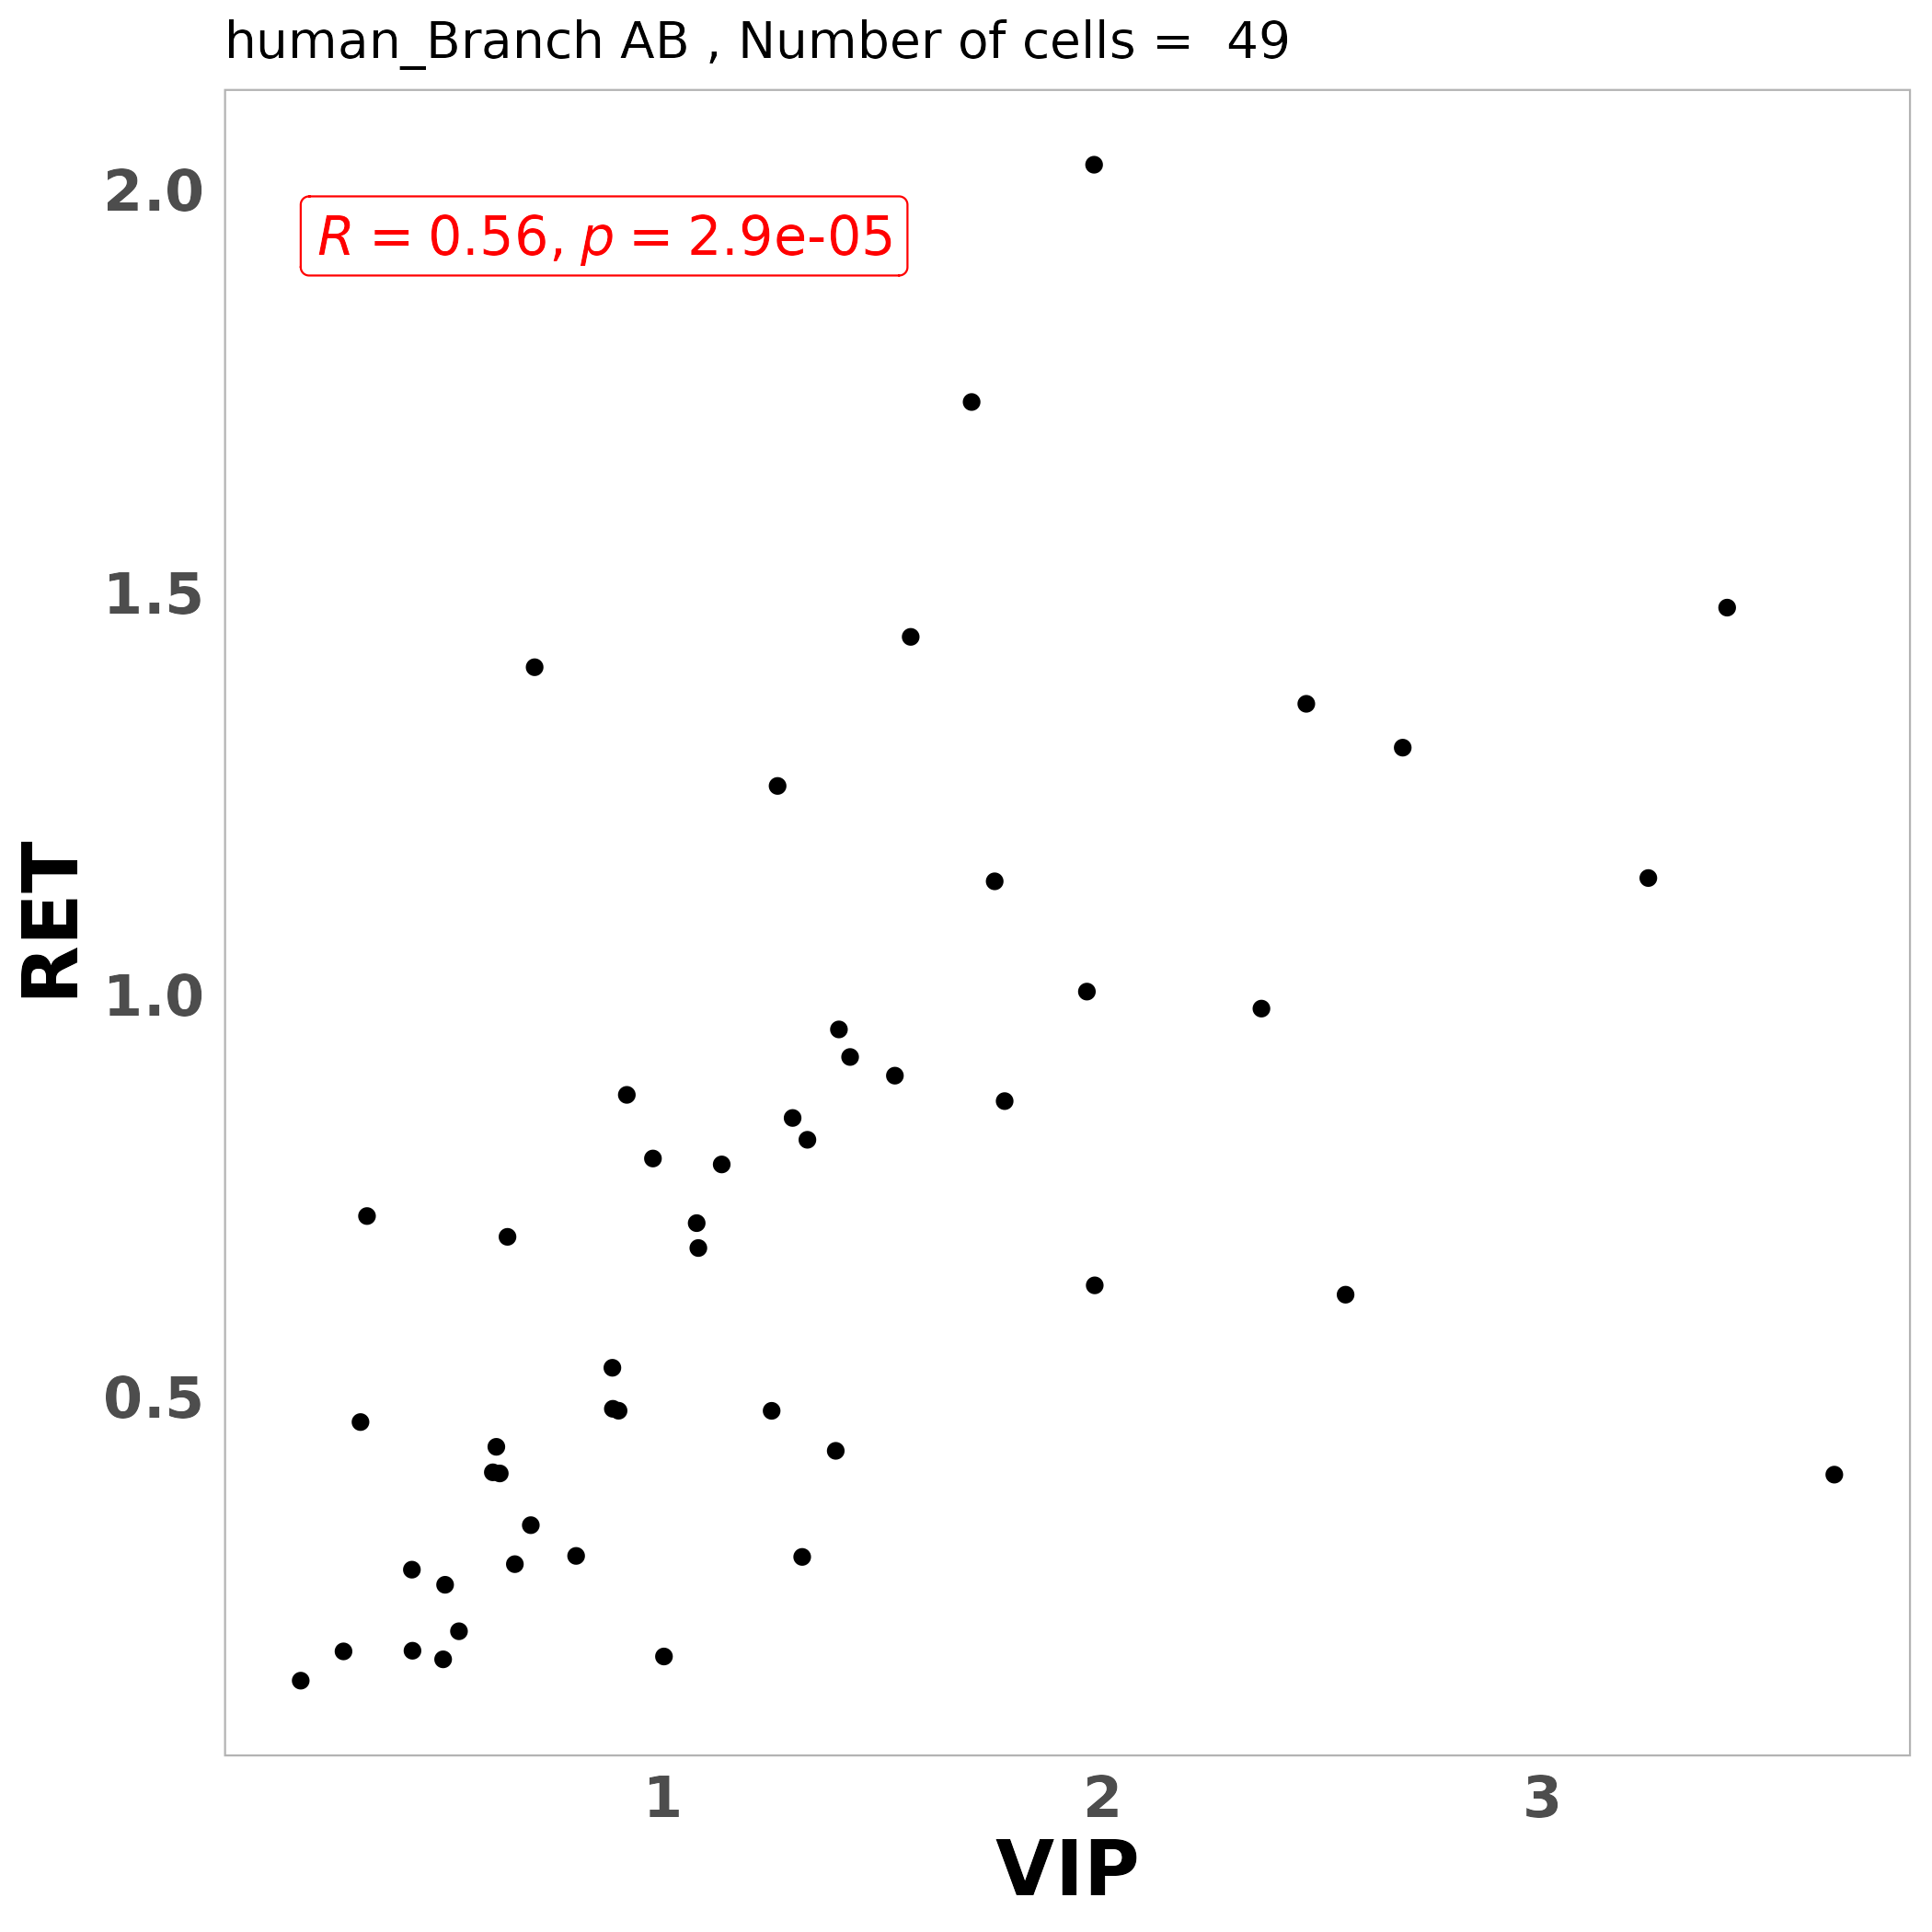 human_Branch AB , Number of cells =  49
R = 0.56, p = 2.9e-05
2.0
1.5
1.0
0.5
RET
1 2 3
VIP